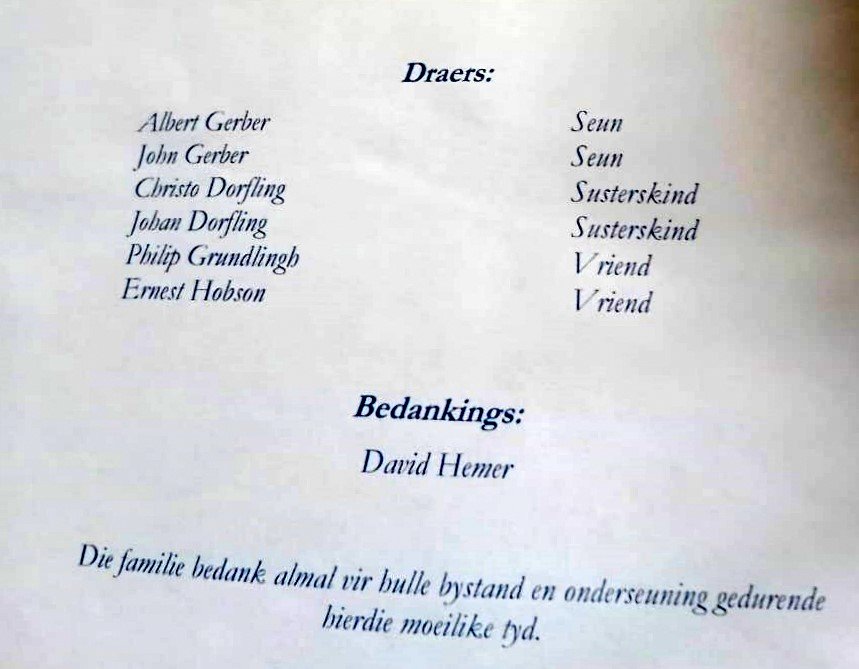 Draers:
Albert Gerber Seun
John Gerber Seun
Christo Dorfling Susterskind
Johan Dorfling Susterskind
Philip Grundlingh Vriend
Ernest Hobson Vriend
Bedankings:
David Hemer
Die familie bedank almal vir hulle bystand en onderseuning gedurende
hierdie moeilike tyd.